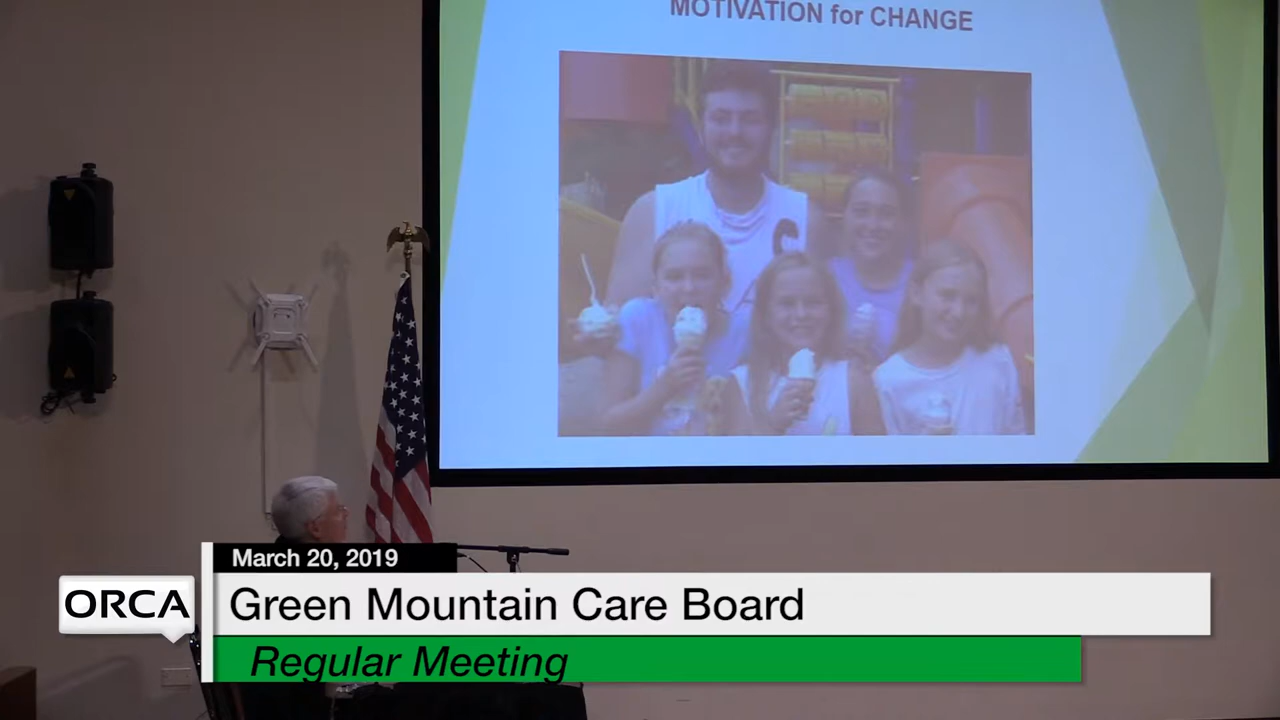 MOTIVATION for CHANGE
March 20, 2019
ORCA
Green Mountain Care Board
Regular Meeting